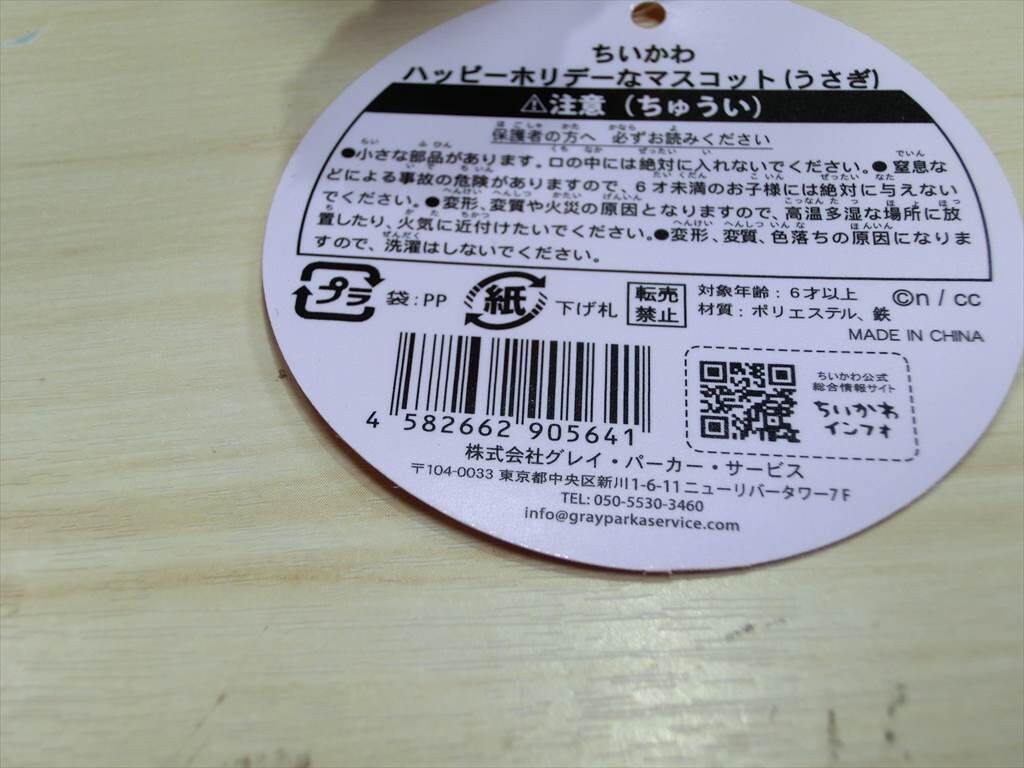 ちいかわ
ハッピーホリデーなマスコット(うさぎ)
⚠注意（ちゅうい）
保護者の方へ 必ずお読みください
●小さな部品があります。口の中には絶対に入れないでください。●窒息な
どによる事故の危険がありますので、6才未満のお子様には絶対に与えない
でください。●変形、変質や火災の原因となりますので、高温多湿な場所に放
置したり、火気に近付けたいでください。●変形、変質、色落ちの原因になりま
すので、洗濯はしないでください。
プラ 袋:PP 紙 下げ札 転売禁止
対象年齢：6才以上 ©n / cc
材質：ポリエステル、鉄
MADE IN CHINA
4 582662 905641
ちいかわ公式
総合情報サイト
ちいかわ
インフォ
株式会社グレイ・パーカー・サービス
〒104-0033 東京都中央区新川1-6-11 ニューリバータワー7F
TEL: 050-5530-3460
info@grayparkaservice.com